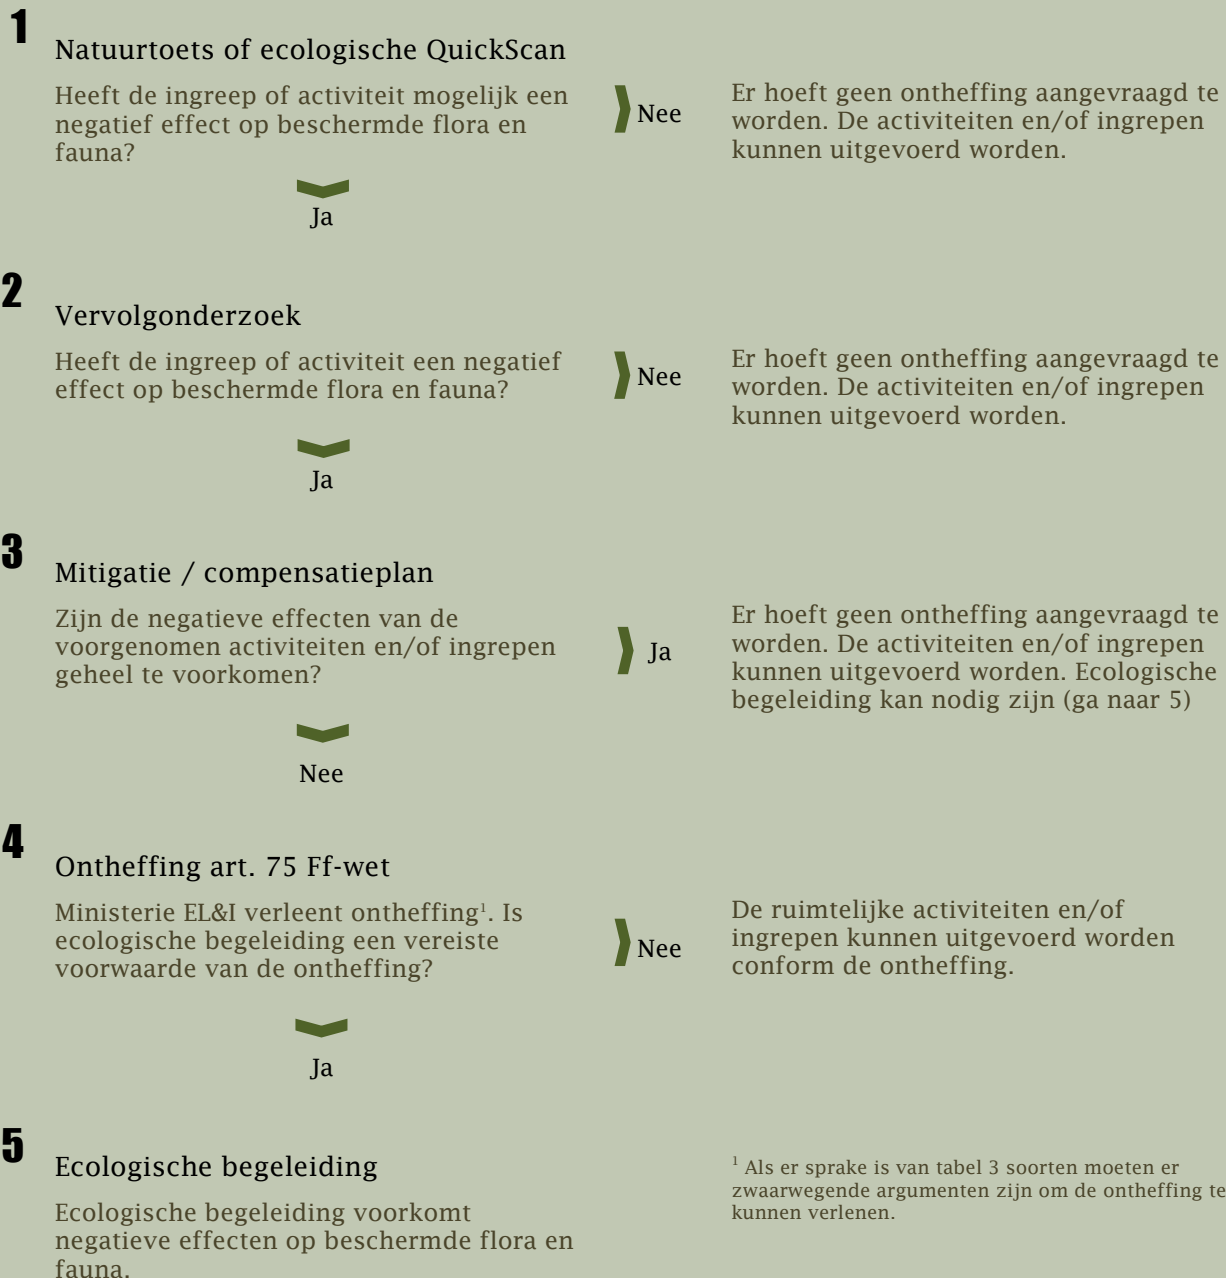 1
Natuurtoets of ecologische QuickScan
Heeft de ingreep of activiteit mogelijk een
negatief effect op beschermde flora en
fauna?
Nee
Er hoeft geen ontheffing aangevraagd te
worden. De activiteiten en/of ingrepen
kunnen uitgevoerd worden.
Ja
2
Vervolgonderzoek
Heeft de ingreep of activiteit een negatief
effect op beschermde flora en fauna?
Nee
Er hoeft geen ontheffing aangevraagd te
worden. De activiteiten en/of ingrepen
kunnen uitgevoerd worden.
Ja
3
Mitigatie / compensatieplan
Zijn de negatieve effecten van de
voorgenomen activiteiten en/of ingrepen
geheel te voorkomen?
Ja
Er hoeft geen ontheffing aangevraagd te
worden. De activiteiten en/of ingrepen
kunnen uitgevoerd worden. Ecologische
begeleiding kan nodig zijn (ga naar 5)
Nee
4
Ontheffing art. 75 Ff-wet
Ministerie EL&I verleent ontheffing¹. Is
ecologische begeleiding een vereiste
voorwaarde van de ontheffing?
Nee
De ruimtelijke activiteiten en/of
ingrepen kunnen uitgevoerd worden
conform de ontheffing.
Ja
5
Ecologische begeleiding
Ecologische begeleiding voorkomt
negatieve effecten op beschermde flora en
fauna.
¹ Als er sprake is van tabel 3 soorten moeten er
zwaarwegende argumenten zijn om de ontheffing te
kunnen verlenen.